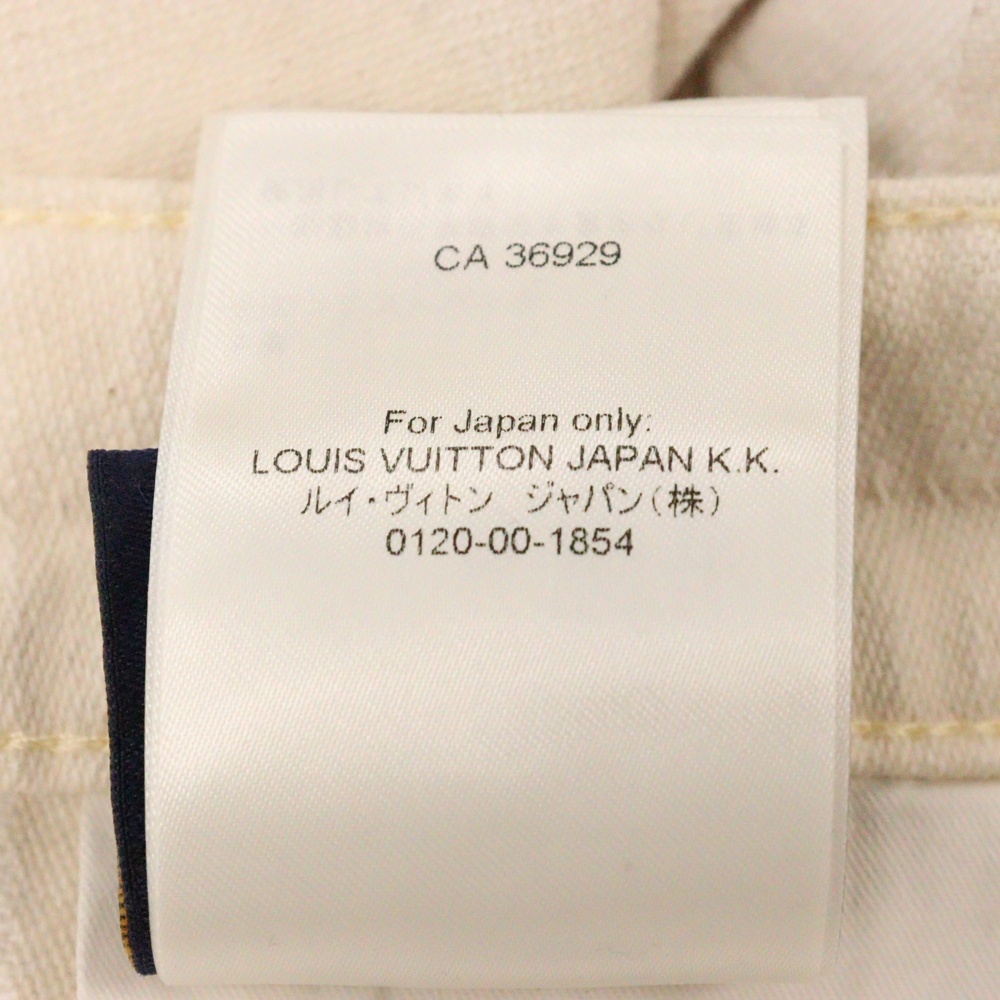 CA 36929
For Japan only:
LOUIS VUITTON JAPAN K.K.
ルイ・ヴィトン ジャパン(株)
0120-00-1854